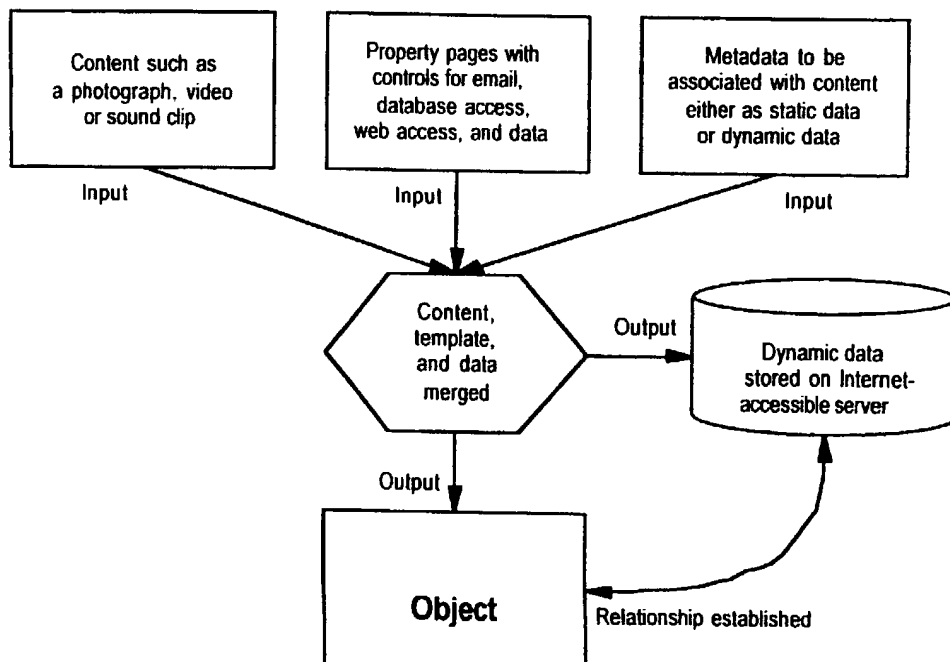 Content such as
a photograph, video
or sound clip
Property pages with
controls for email,
database access,
web access, and data
Metadata to be
associated with content
either as static data
or dynamic data
Input
Input
Input
Content,
template,
and data
merged
Output
Dynamic data
stored on Internet-
accessible server
Output
Object
Relationship established